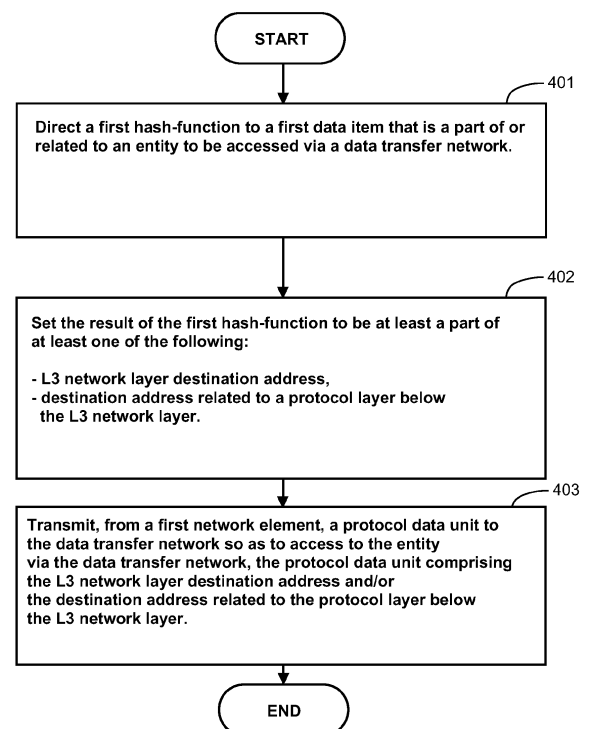 START
401
Direct a first hash-function to a first data item that is a part of or
related to an entity to be accessed via a data transfer network.
402
Set the result of the first hash-function to be at least a part of
at least one of the following:
- L3 network layer destination address,
- destination address related to a protocol layer below
the L3 network layer.
403
Transmit, from a first network element, a protocol data unit to
the data transfer network so as to access to the entity
via the data transfer network, the protocol data unit comprising
the L3 network layer destination address and/or
the destination address related to the protocol layer below
the L3 network layer.
END